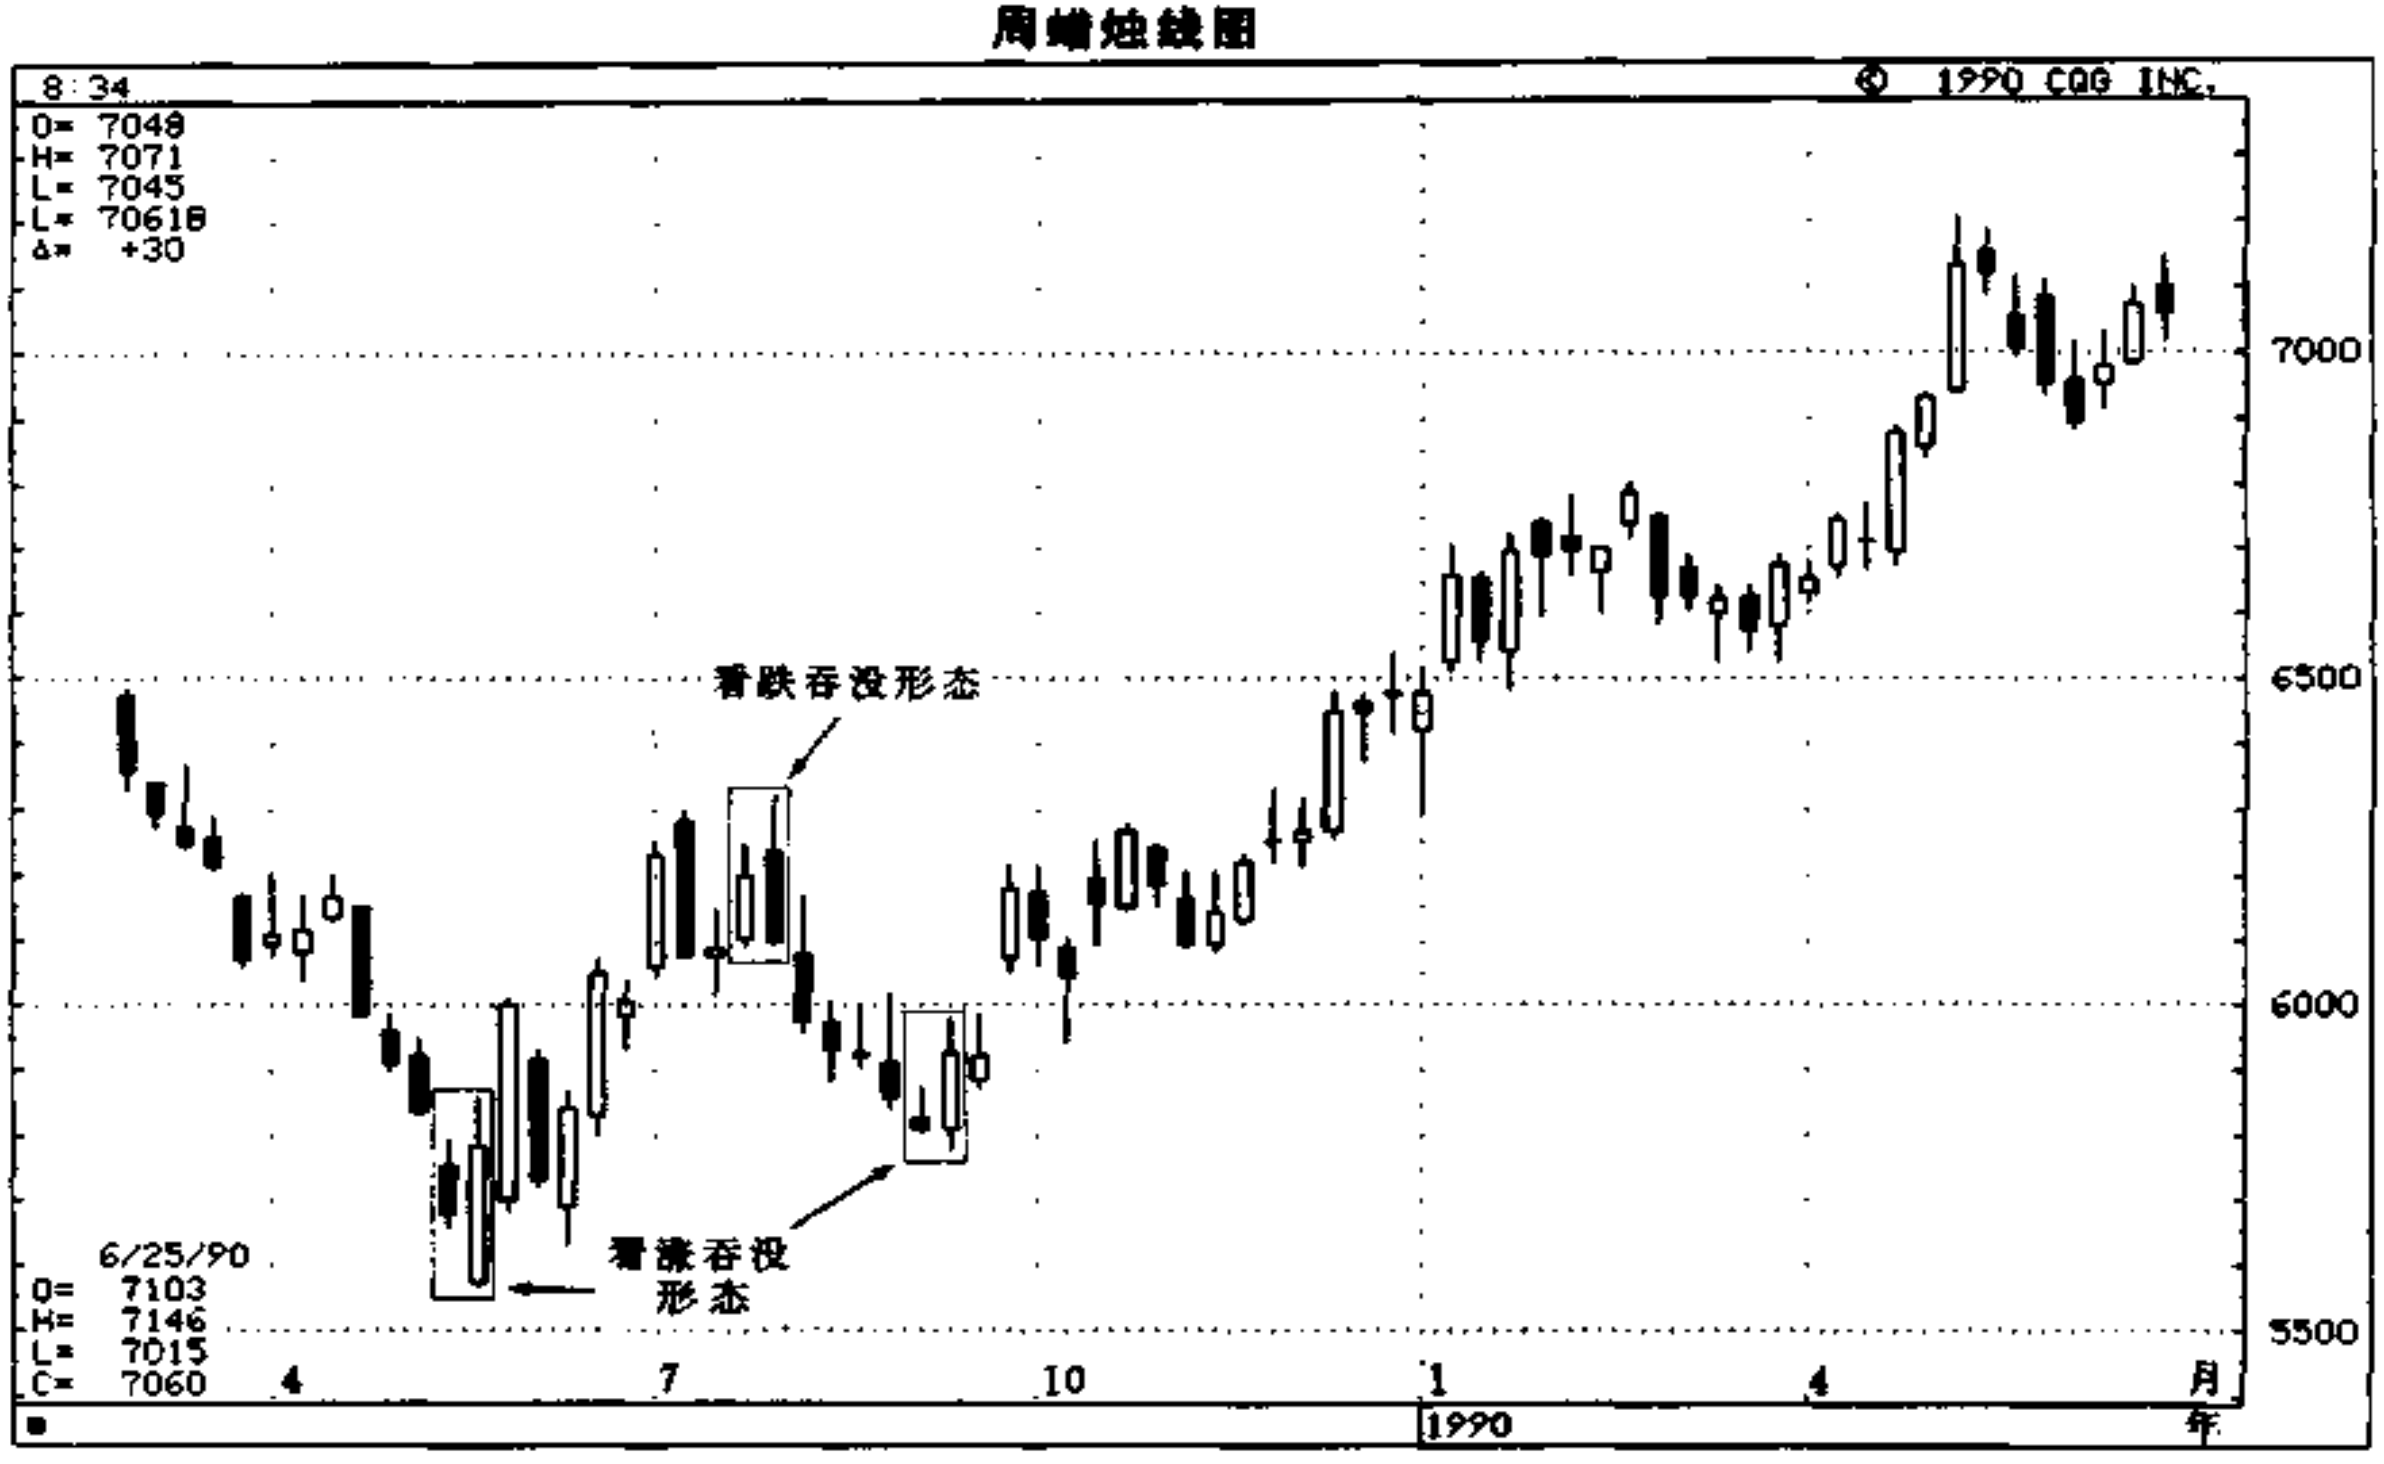 周蜡烛线图
8:34
© 1990 CQG INC.
O= 7048
H= 7071
L= 7045
L= 70618
Δ= +30
7000
6500
看跌吞没形态
6000
看涨吞没
形态
5500
6/25/90
O= 7103
H= 7146
L= 7015
C= 7060
4 7 10 1 4 月
1990 年